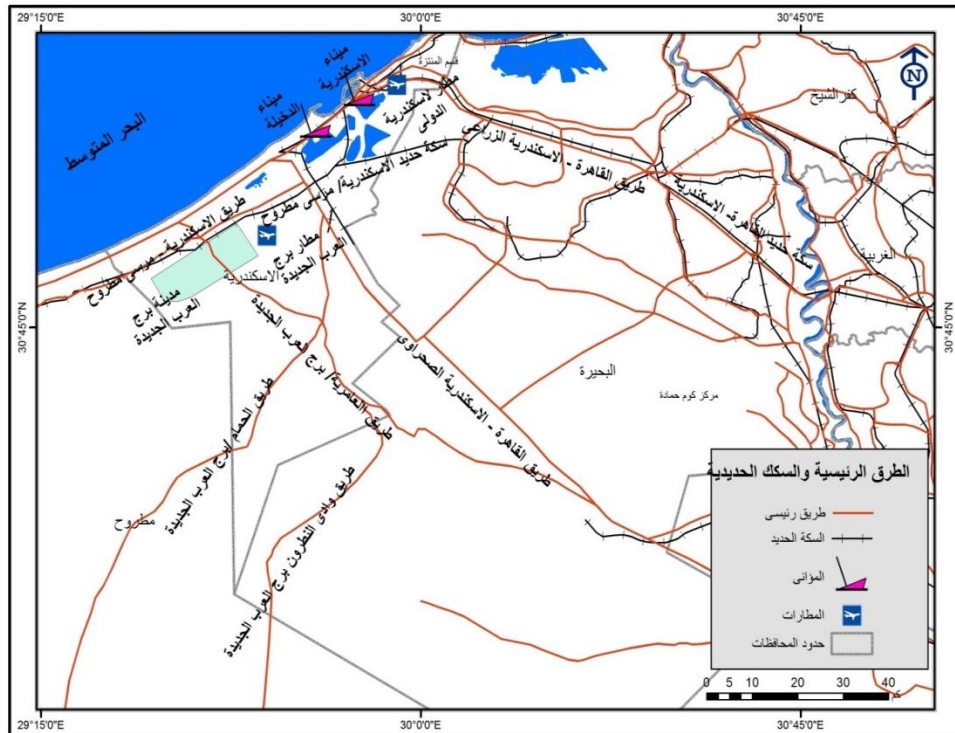 29°15'0"E
30°0'0"E
30°45'0"E
N
البحر المتوسط
ميناء
الاسكندرية
ميناء
الدخيلة
قسم المنتزة
مطار لاسكندرية
الدولى
كفر الشيخ
طريق القاهرة - الاسكندرية الزراعى
سكة حديد الاسكندرية/ مرسى مطروح
سكة حديد القاهرة- الاسكندرية
الغربية
طريق الاسكندرية - مرسى مطروح
مطار برج
العرب الجديدة
الاسكندرية
مدينة برج
العرب الجديدة
30°45'0"N
30°45'0"N
طريق العامرية/ برج العرب الجديدة
طريق القاهرة - الاسكندرية الصحراوى
البحيرة
مركز كوم حمادة
طريق الحمام /برج العرب الجديدة
مطروح
طريق وادى النطرون برج العرب الجديدة
الطرق الرئيسية والسكك الحديدية
طريق رئيسى
السكة الحديد
المؤانى
المطارات
حدود المحافظات
0 5 10 20 30 40
كم
29°15'0"E
30°0'0"E
30°45'0"E